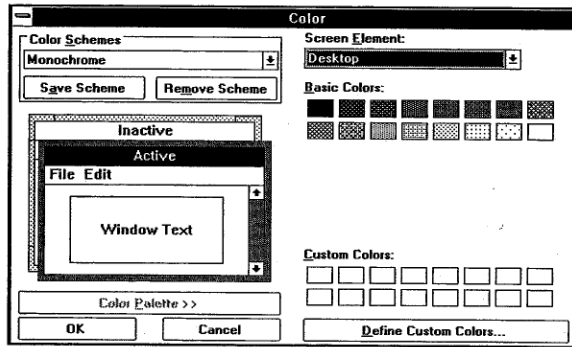 Color
Color Schemes
Monochrome
Save Scheme
Remove Scheme
Inactive
Active
File Edit
Window Text
Color Palette >>
OK
Cancel
Screen Element:
Desktop
Basic Colors:
Custom Colors:
Define Custom Colors...